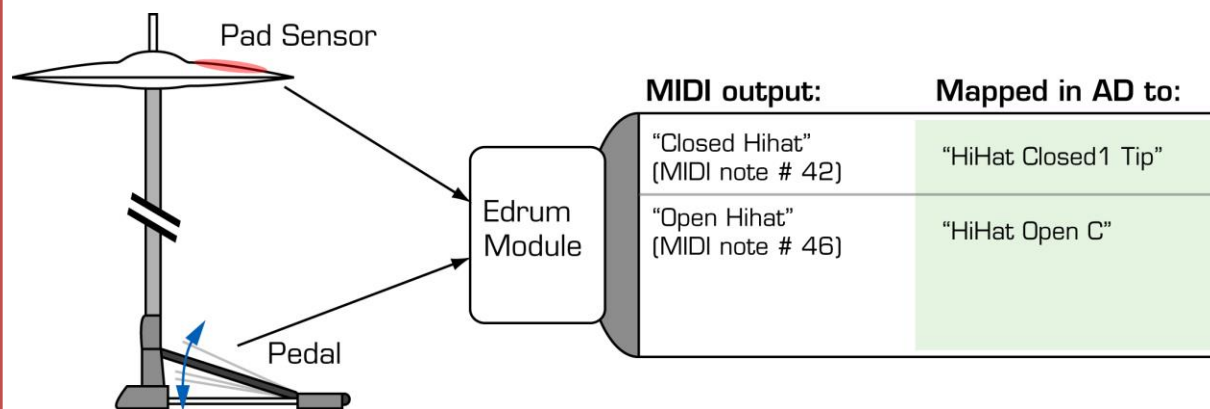 Pad Sensor
MIDI output:
Mapped in AD to:
“Closed Hihat”
(MIDI note # 42)
“HiHat Closed1 Tip”
Edrum
Module
“Open Hihat”
(MIDI note # 46)
“HiHat Open C”
Pedal